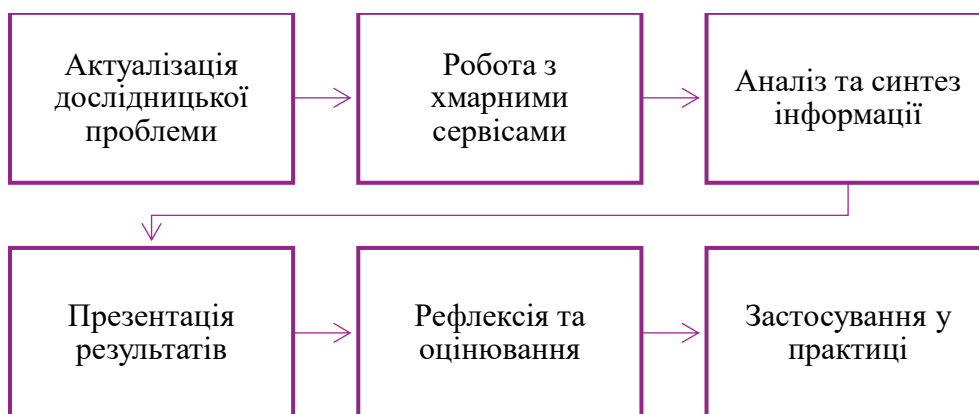 Актуалізація
дослідницької
проблеми
Робота з
хмарними
сервісами
Аналіз та синтез
інформації
Презентація
результатів
Рефлексія та
оцінювання
Застосування у
практиці